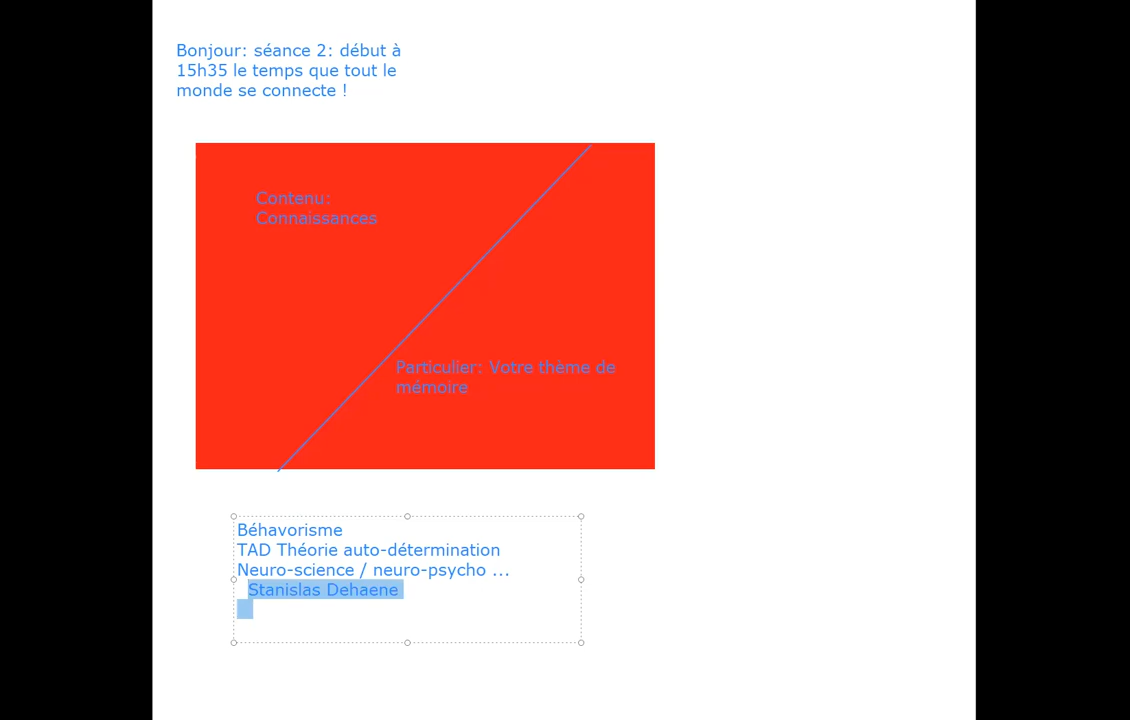 Bonjour: séance 2: début à
15h35 le temps que tout le
monde se connecte !
Contenu:
Connaissances
Particulier: Votre thème de
mémoire
Béhavorisme
TAD Théorie auto-détermination
Neuro-science / neuro-psycho ...
Stanislas Dehaene